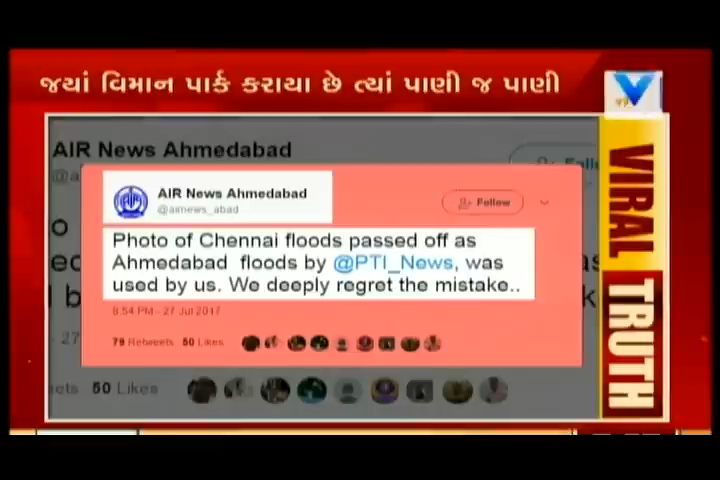 જ્યાં વિમાન પાર્ક કરાયા છે ત્યાં પાણી જ પાણી
AIR News Ahmedabad
AIR News Ahmedabad
@airnews_abad
Follow
Photo of Chennai floods passed off as
Ahmedabad floods by @PTI_News, was
used by us. We deeply regret the mistake..
6:54 PM - 27 Jul 2017
79 Retweets 50 Likes
50 Likes
VIRAL
TRUTH